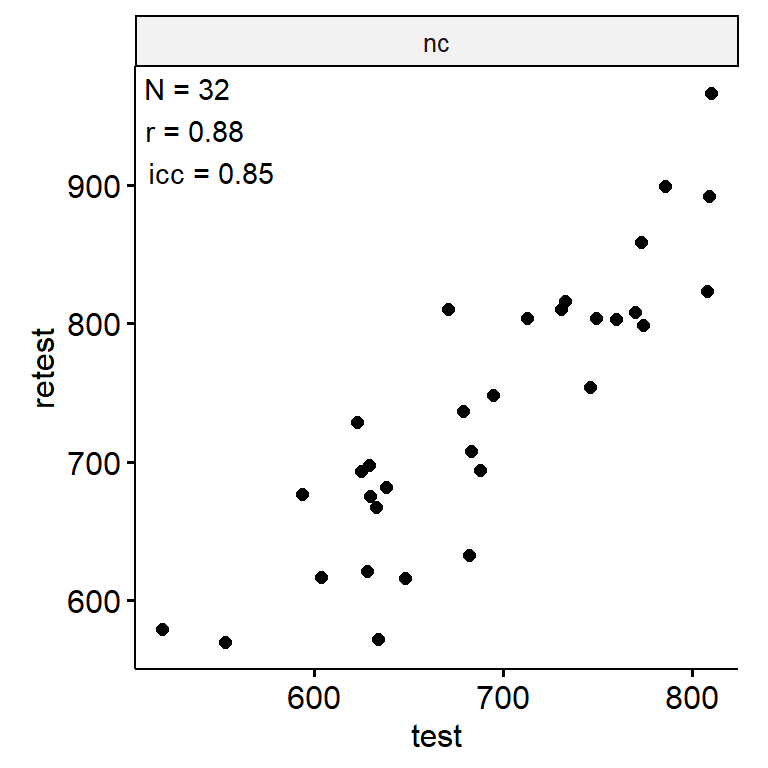 nc
N = 32
r = 0.88
icc = 0.85
900
800
700
600
retest
600 700 800
test